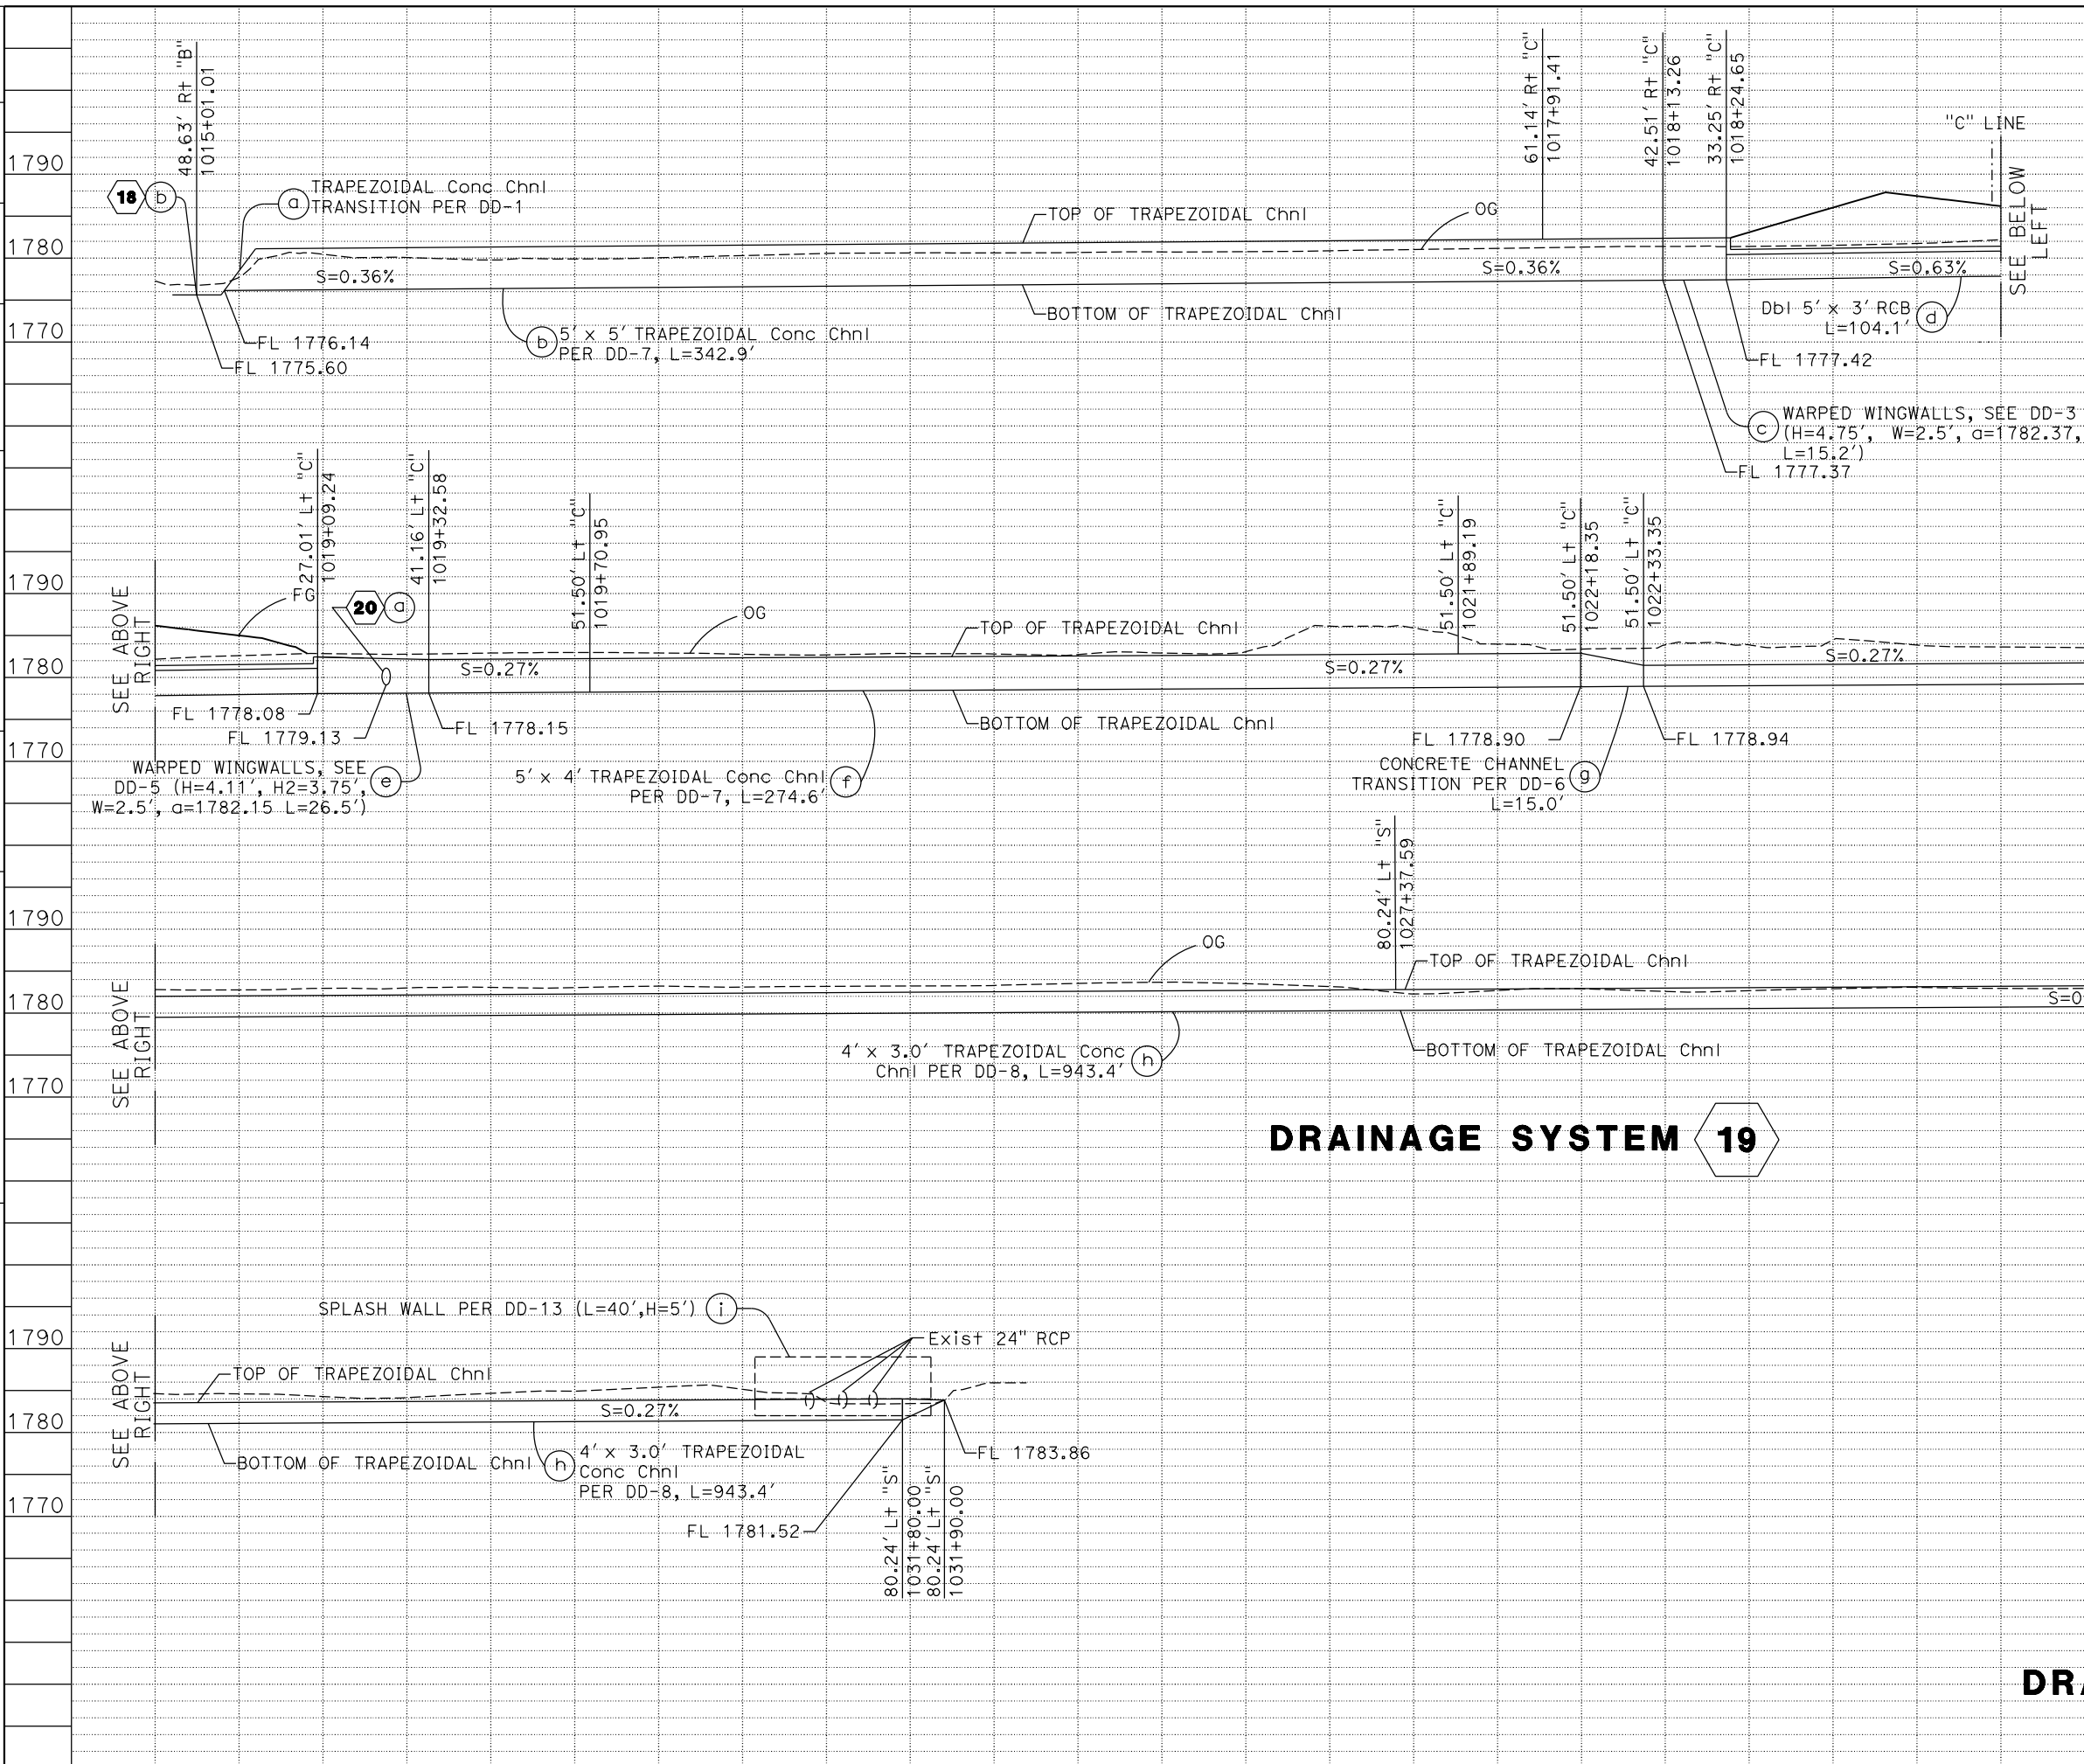 48.63' Rt "B"
1015+01.01
61.14' Rt "C"
1017+91.41
42.51' Rt "C"
1018+13.26
33.25' Rt "C"
1018+24.65
"C" LINE
1790
18
b
a
TRAPEZOIDAL Conc Chnl
TRANSITION PER DD-1
TOP OF TRAPEZOIDAL Chnl
OG
SEE BELOW
LEFT
1780
S=0.36%
S=0.36%
S=0.63%
1770
FL 1776.14
FL 1775.60
b
5' x 5' TRAPEZOIDAL Conc Chnl
PER DD-7, L=342.9'
BOTTOM OF TRAPEZOIDAL Chnl
Dbl 5' x 3' RCB
L=104.1'
d
FL 1777.42
c
WARPED WINGWALLS, SEE DD-3
(H=4.75', W=2.5', a=1782.37,
L=15.2')
FL 1777.37
27.01' Lt "C"
1019+09.24
41.16' Lt "C"
1019+32.58
51.50' Lt "C"
1019+70.95
51.50' Lt "C"
1021+89.19
51.50' Lt "C"
1022+18.35
51.50' Lt "C"
1022+33.35
1790
SEE ABOVE
RIGHT
FG
20
a
OG
TOP OF TRAPEZOIDAL Chnl
1780
S=0.27%
S=0.27%
S=0.27%
FL 1778.08
FL 1779.13
FL 1778.15
BOTTOM OF TRAPEZOIDAL Chnl
FL 1778.90
FL 1778.94
1770
WARPED WINGWALLS, SEE
DD-5 (H=4.11', H2=3.75',
W=2.5', a=1782.15 L=26.5')
e
5' x 4' TRAPEZOIDAL Conc Chnl
PER DD-7, L=274.6'
f
CONCRETE CHANNEL
TRANSITION PER DD-6
L=15.0'
g
80.24' Lt "S"
1027+37.59
1790
OG
TOP OF TRAPEZOIDAL Chnl
SEE ABOVE
RIGHT
1780
S=0
4' x 3.0' TRAPEZOIDAL Conc
Chnl PER DD-8, L=943.4'
h
BOTTOM OF TRAPEZOIDAL Chnl
1770
DRAINAGE SYSTEM 19
SPLASH WALL PER DD-13 (L=40',H=5')
i
Exist 24" RCP
1790
SEE ABOVE
RIGHT
TOP OF TRAPEZOIDAL Chnl
1780
S=0.27%
BOTTOM OF TRAPEZOIDAL Chnl
h
4' x 3.0' TRAPEZOIDAL
Conc Chnl
PER DD-8, L=943.4'
FL 1783.86
1770
FL 1781.52
80.24' Lt "S"
1031+80.00
80.24' Lt "S"
1031+90.00